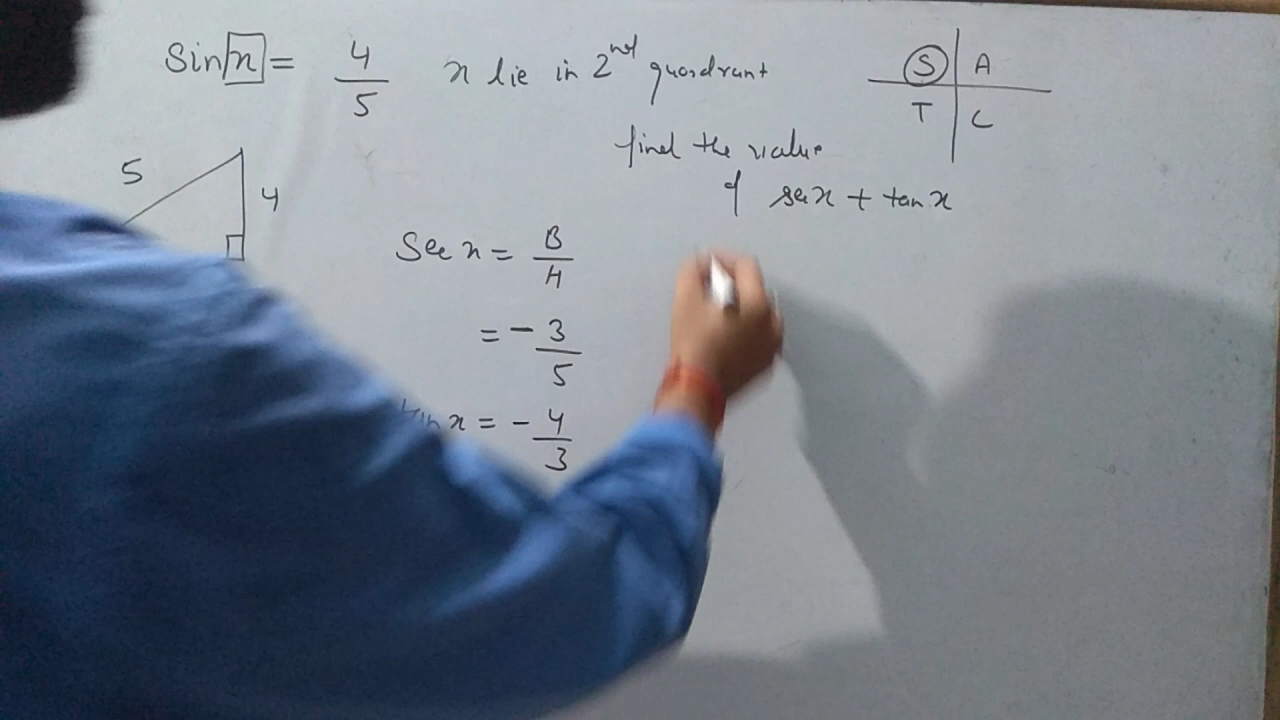 Sin x = 4/5 x lie in 2nd quadrant
S A
T C
find the value
of sec x + tan x
5
4
Sec x = B/H
= - 3/5
tan x = - 4/3